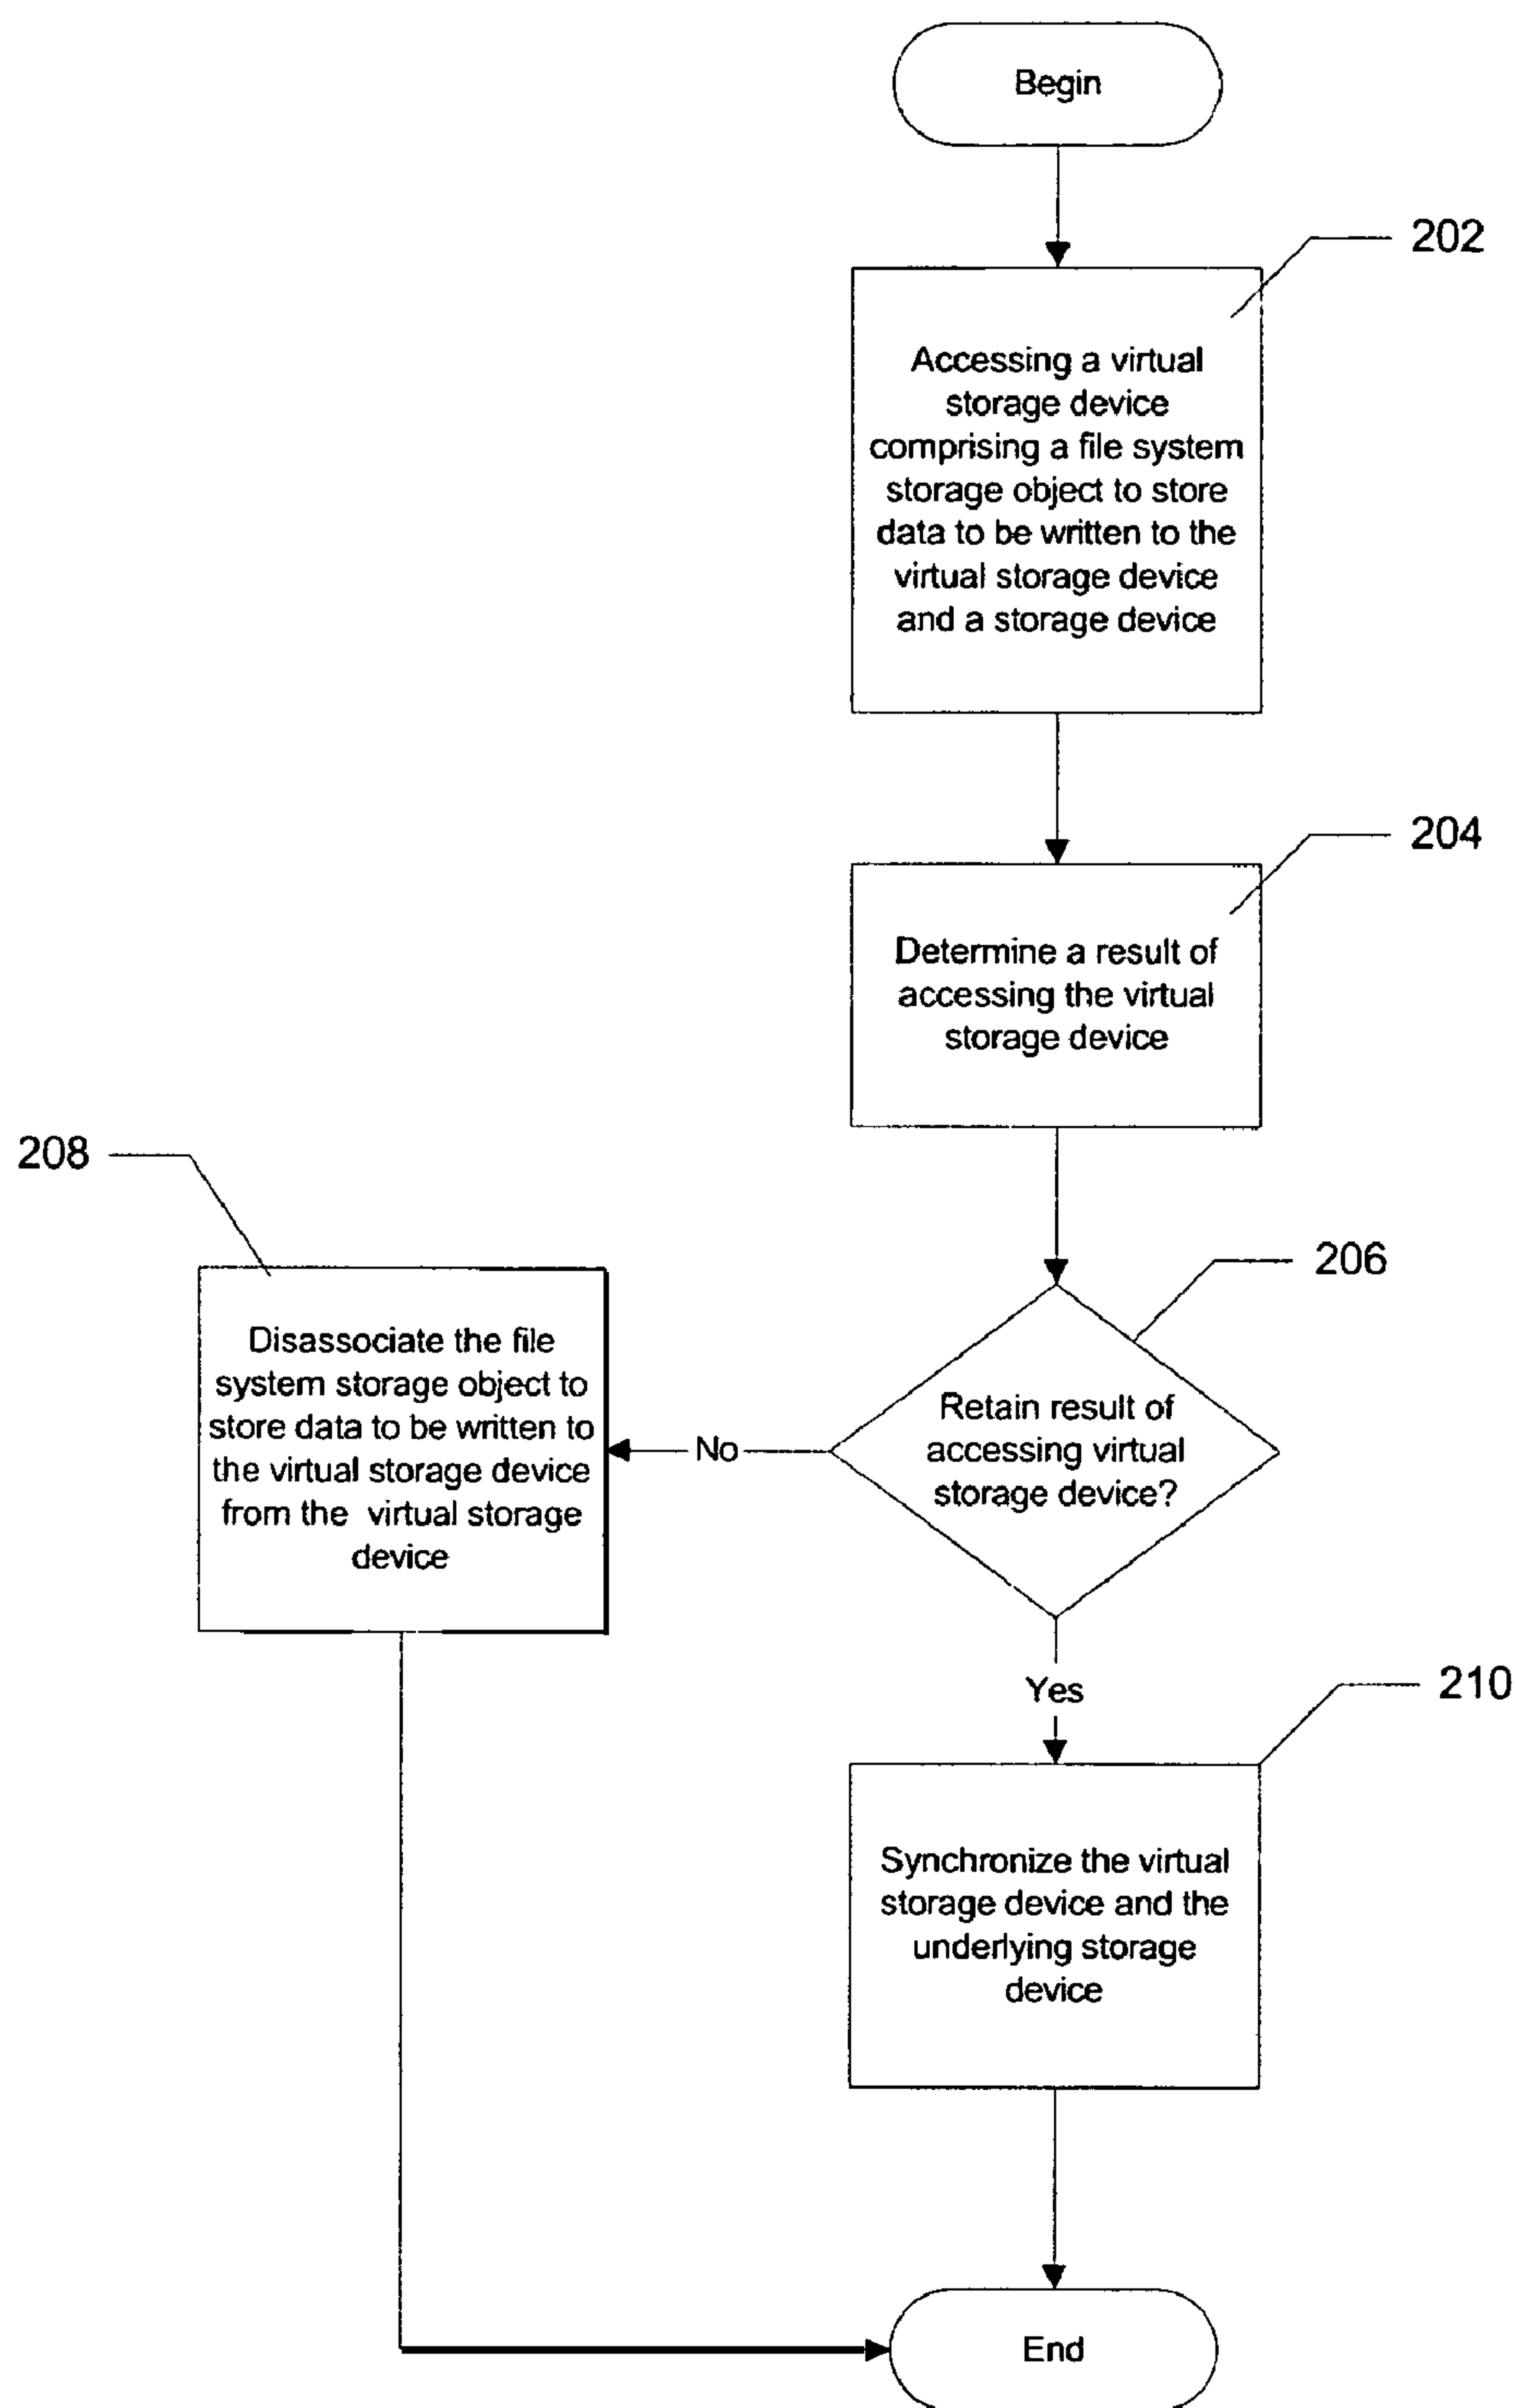 Begin
202
Accessing a virtual
storage device
comprising a file system
storage object to store
data to be written to the
virtual storage device
and a storage device
204
Determine a result of
accessing the virtual
storage device
208
Disassociate the file
system storage object to
store data to be written to
the virtual storage device
from the virtual storage
device
206
Retain result of
accessing virtual
storage device?
No
Yes
210
Synchronize the virtual
storage device and the
underlying storage
device
End